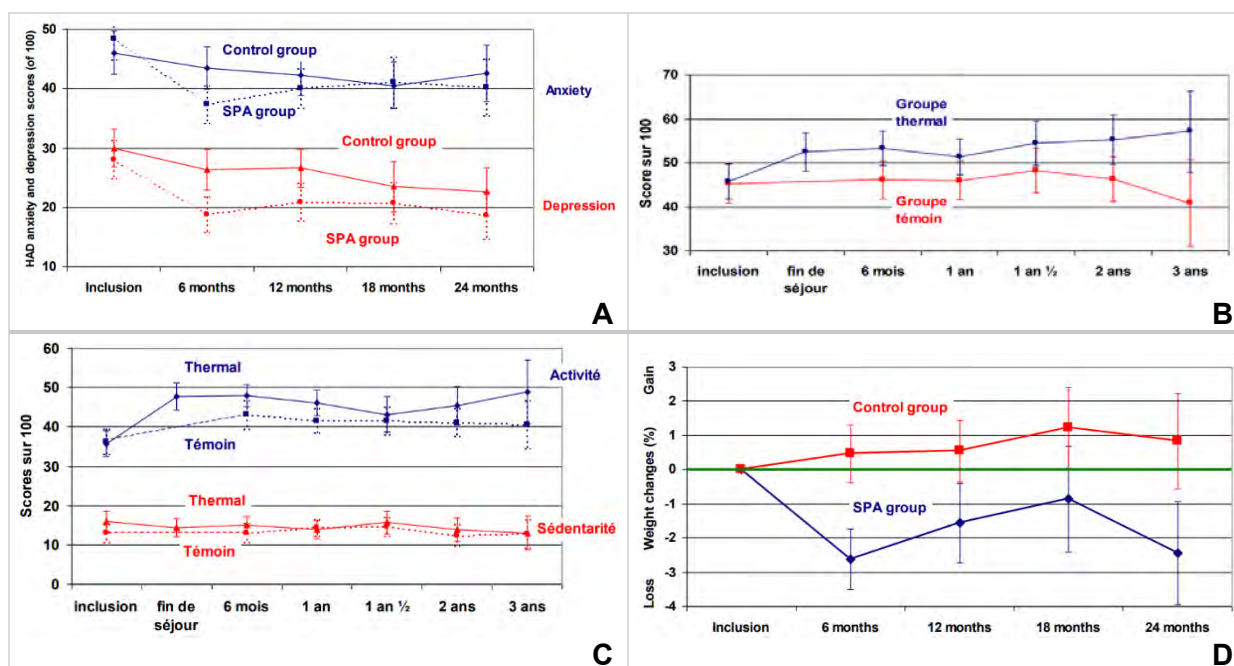 HAD anxiety and depression scores (of 100)
50
40
30
20
10
Control group
SPA group
Anxiety
Control group
SPA group
Depression
Inclusion 6 months 12 months 18 months 24 months
A
Score sur 100
70
60
50
40
30
Groupe
thermal
Groupe
témoin
inclusion fin de séjour 6 mois 1 an 1 an ½ 2 ans 3 ans
B
Scores sur 100
60
50
40
30
20
10
0
Thermal
Activité
Témoin
Thermal
Sédentarité
Témoin
inclusion fin de séjour 6 mois 1 an 1 an ½ 2 ans 3 ans
C
Loss Weight changes (%) Gain
3
2
1
0
-1
-2
-3
-4
Control group
SPA group
Inclusion 6 months 12 months 18 months 24 months
D